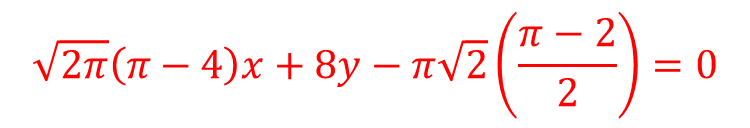 √2π(π − 4)x + 8y − π√2((π − 2)/2) = 0